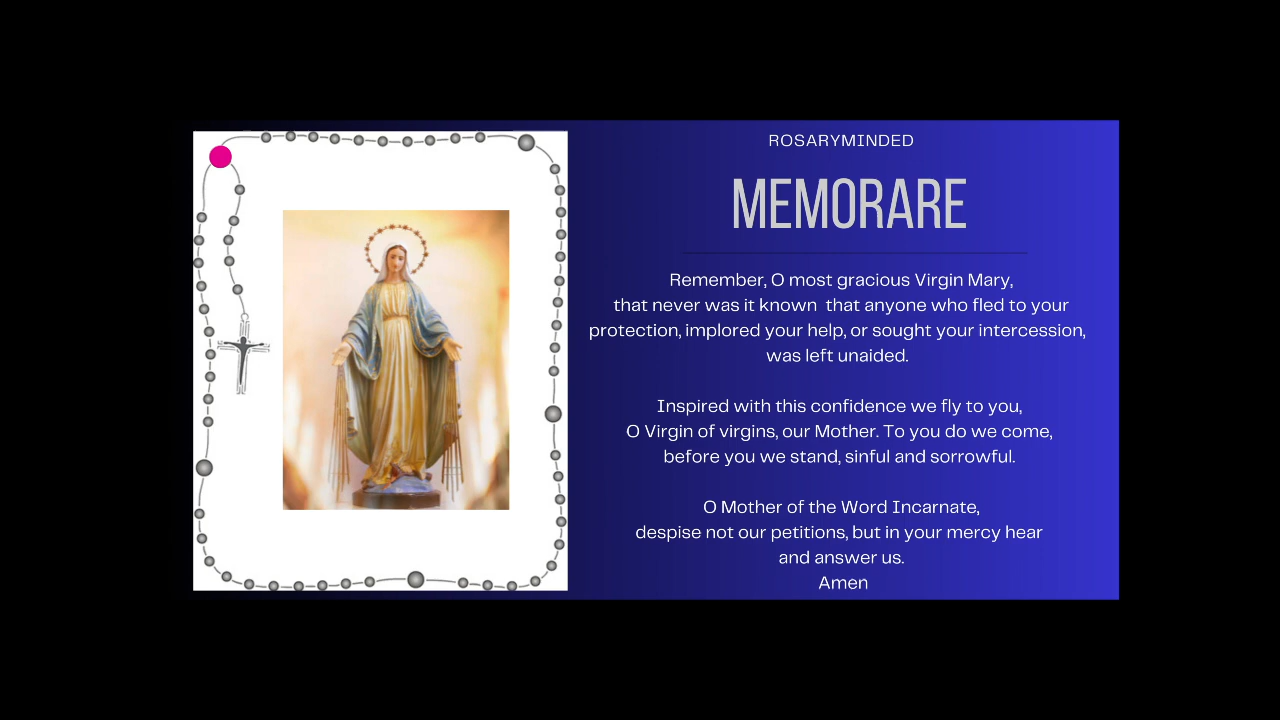 ROSARYMINDED
MEMORARE
Remember, O most gracious Virgin Mary,
that never was it known  that anyone who fled to your
protection, implored your help, or sought your intercession,
was left unaided.
Inspired with this confidence we fly to you,
O Virgin of virgins, our Mother. To you do we come,
before you we stand, sinful and sorrowful.
O Mother of the Word Incarnate,
despise not our petitions, but in your mercy hear
and answer us.
Amen